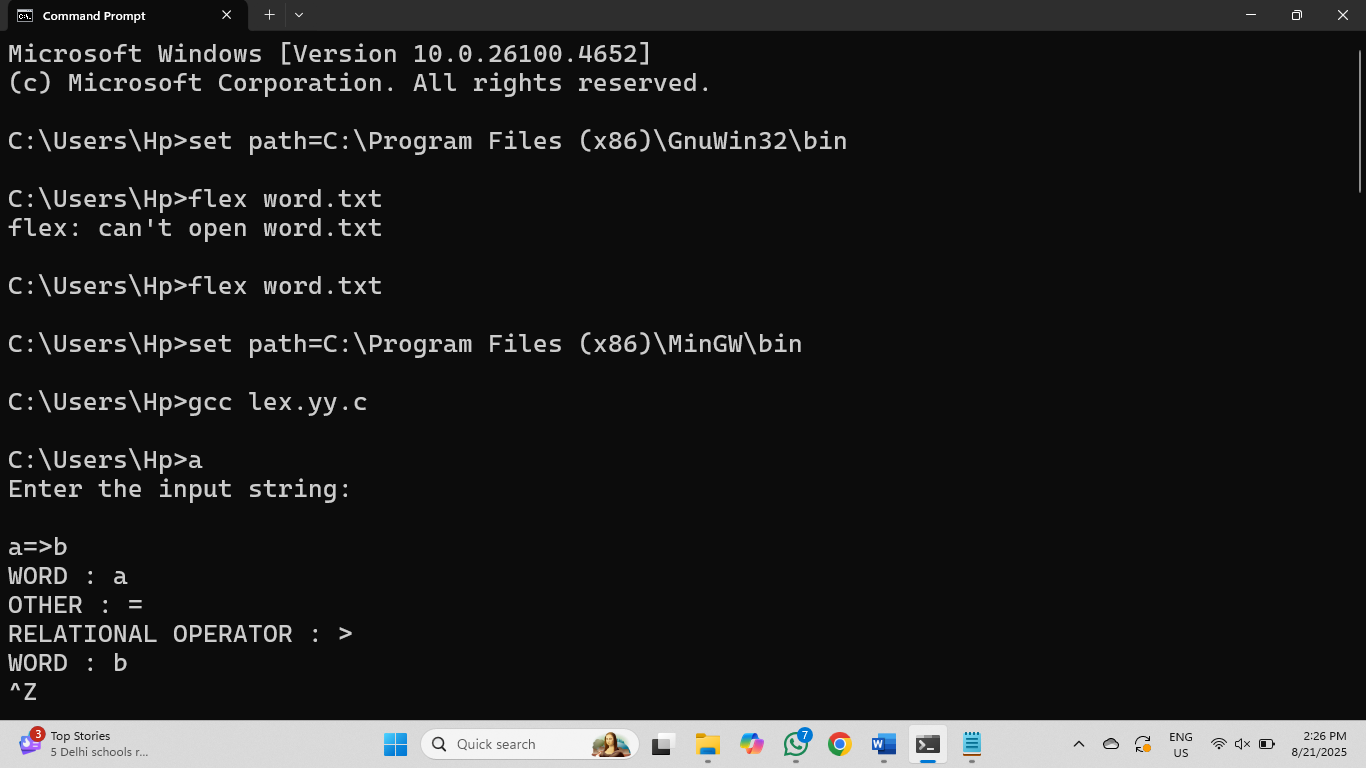 Command Prompt
Microsoft Windows [Version 10.0.26100.4652]
(c) Microsoft Corporation. All rights reserved.
C:\Users\Hp>set path=C:\Program Files (x86)\GnuWin32\bin
C:\Users\Hp>flex word.txt
flex: can't open word.txt
C:\Users\Hp>flex word.txt
C:\Users\Hp>set path=C:\Program Files (x86)\MinGW\bin
C:\Users\Hp>gcc lex.yy.c
C:\Users\Hp>a
Enter the input string:
a=>b
WORD : a
OTHER : =
RELATIONAL OPERATOR : >
WORD : b
^Z
3
Top Stories
5 Delhi schools r...
Quick search
7
ENG
US
2:26 PM
8/21/2025